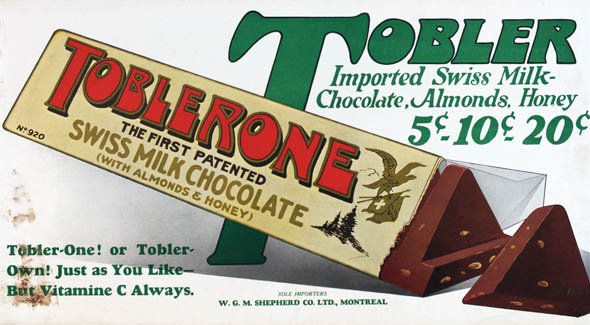 TOBLER
Imported Swiss Milk-
Chocolate, Almonds, Honey
5¢-10¢-20¢
TOBLERONE
Nº 920
THE FIRST PATENTED
SWISS MILK CHOCOLATE
(WITH ALMONDS & HONEY)
Tobler-One! or Tobler-
Own! Just as You Like—
But Vitamine C Always.
SOLE IMPORTERS
W. G. M. SHEPHERD CO. LTD., MONTREAL